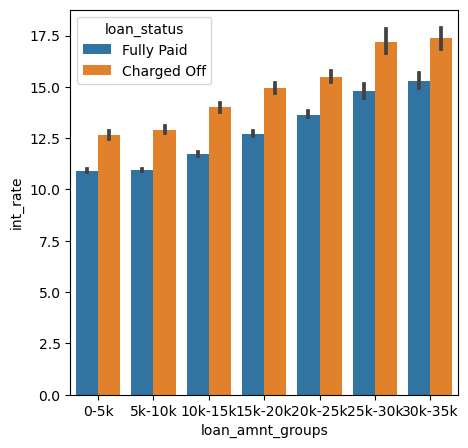 loan_status
Fully Paid
Charged Off
17.5
15.0
12.5
10.0
7.5
5.0
2.5
0.0
int_rate
0-5k 5k-10k 10k-15k 15k-20k 20k-25k 25k-30k 30k-35k
loan_amnt_groups